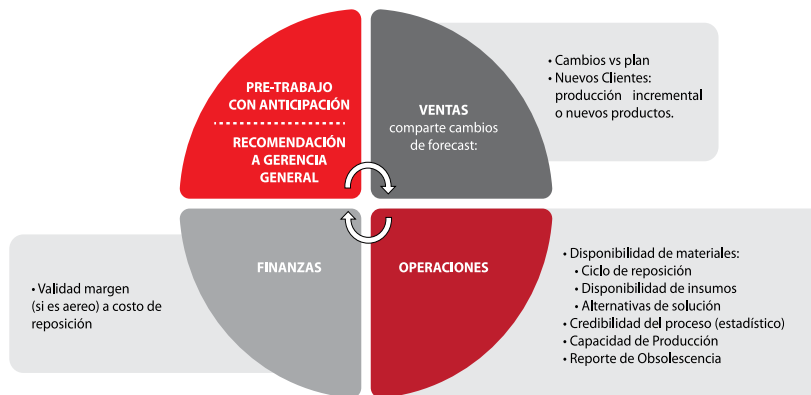 PRE-TRABAJO
CON ANTICIPACIÓN
RECOMENDACIÓN
A GERENCIA
GENERAL
VENTAS
comparte cambios
de forecast:
• Cambios vs plan
• Nuevos Clientes:
producción incremental
o nuevos productos.
FINANZAS
• Validad margen
(si es aereo) a costo de
reposición
OPERACIONES
• Disponibilidad de materiales:
• Ciclo de reposición
• Disponibilidad de insumos
• Alternativas de solución
• Credibilidad del proceso (estadístico)
• Capacidad de Producción
• Reporte de Obsolescencia